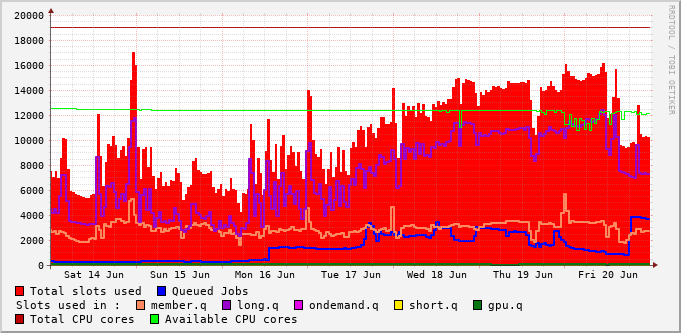 RRDTOOL / TOBI OETIKER
20000
18000
16000
14000
12000
10000
8000
6000
4000
2000
0
Sat 14 Jun Sun 15 Jun Mon 16 Jun Tue 17 Jun Wed 18 Jun Thu 19 Jun Fri 20 Jun
Total slots used Queued Jobs
Slots used in : member.q long.q ondemand.q short.q gpu.q
Total CPU cores Available CPU cores